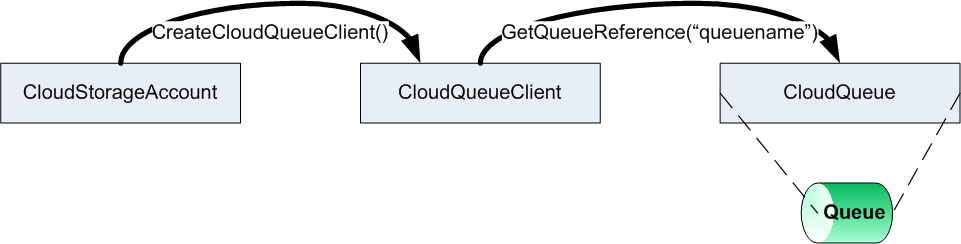 CreateCloudQueueClient()
GetQueueReference(“queuename”)
CloudStorageAccount
CloudQueueClient
CloudQueue
Queue